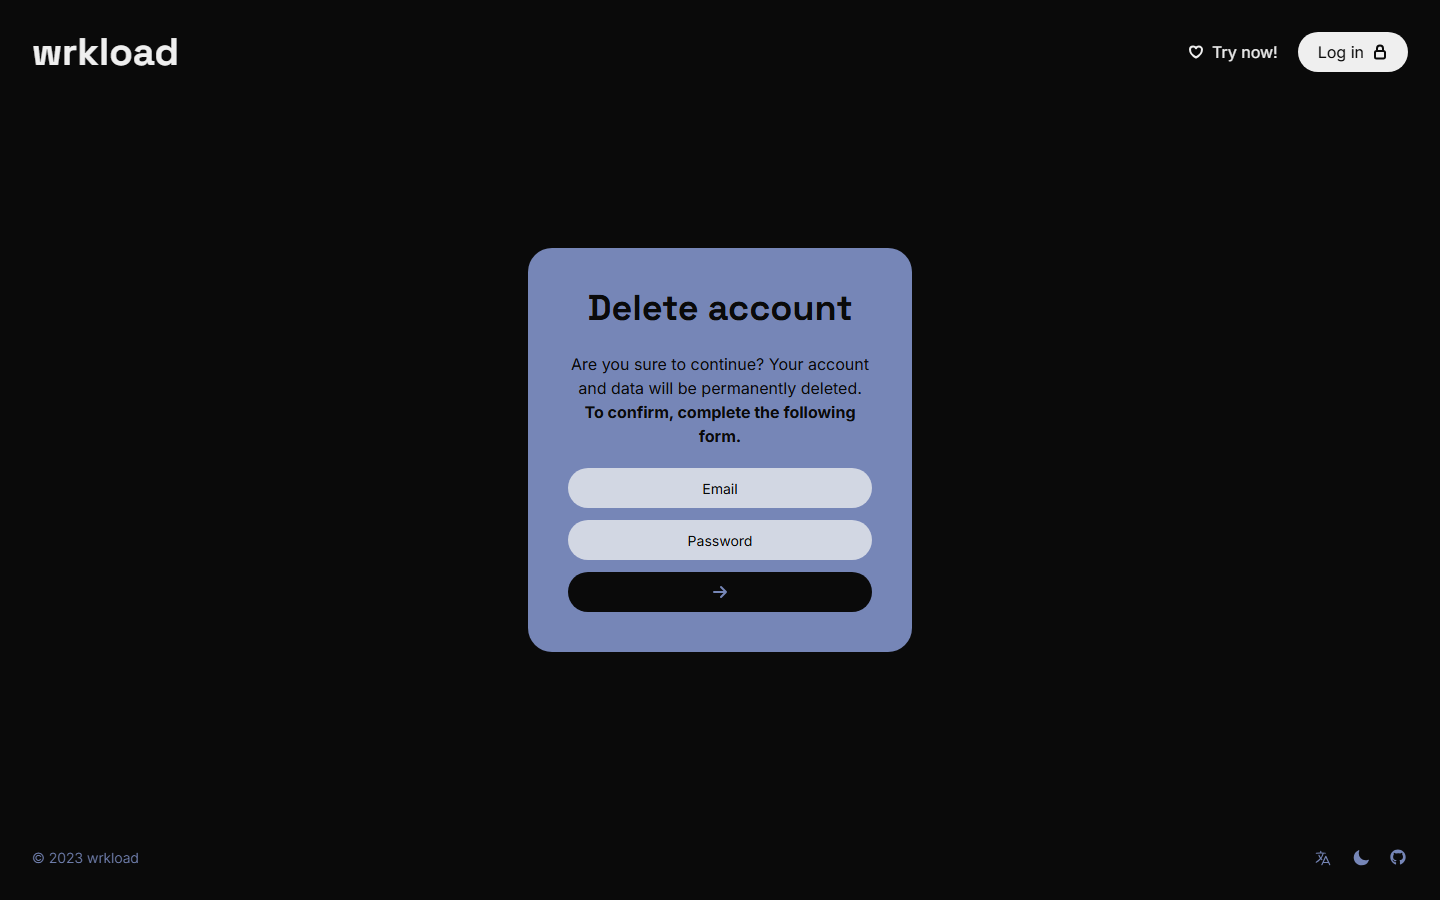 wrkload
Try now!
Log in
Delete account
Are you sure to continue? Your account
and data will be permanently deleted.
To confirm, complete the following
form.
Email
Password
© 2023 wrkload